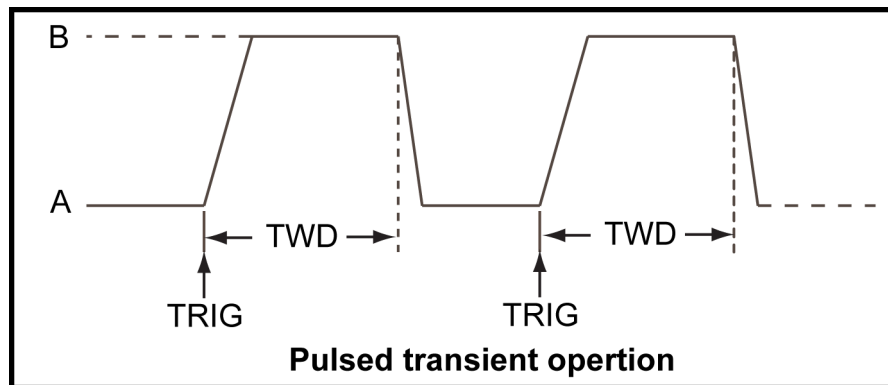 B
A
TWD
TWD
TRIG
TRIG
Pulsed transient opertion